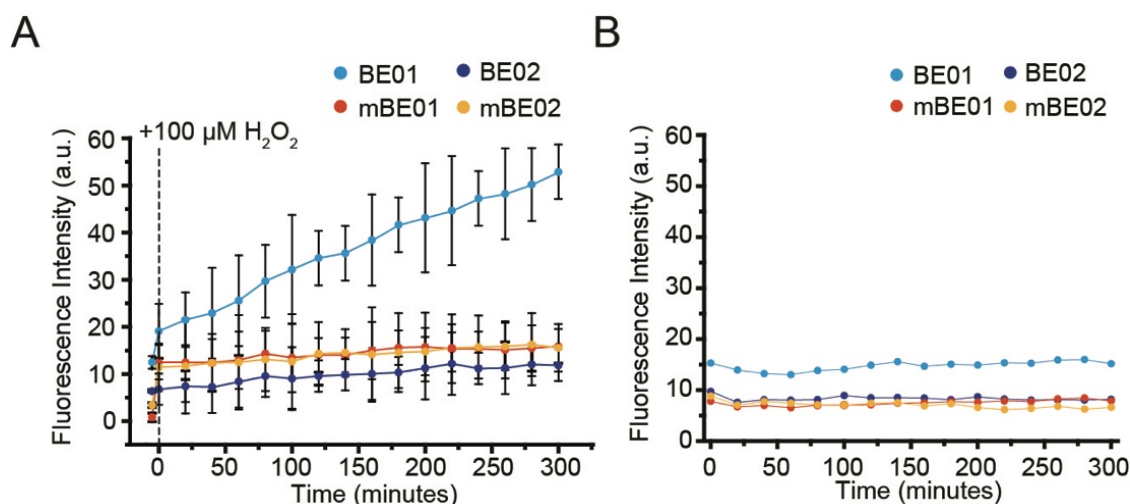 A
BE01 BE02
mBE01 mBE02
+100 µM H₂O₂
Fluorescence Intensity (a.u.)
60
50
40
30
20
10
0
0 50 100 150 200 250 300
Time (minutes)
B
BE01 BE02
mBE01 mBE02
Fluorescence Intensity (a.u.)
60
50
40
30
20
10
0
0 50 100 150 200 250 300
Time (minutes)